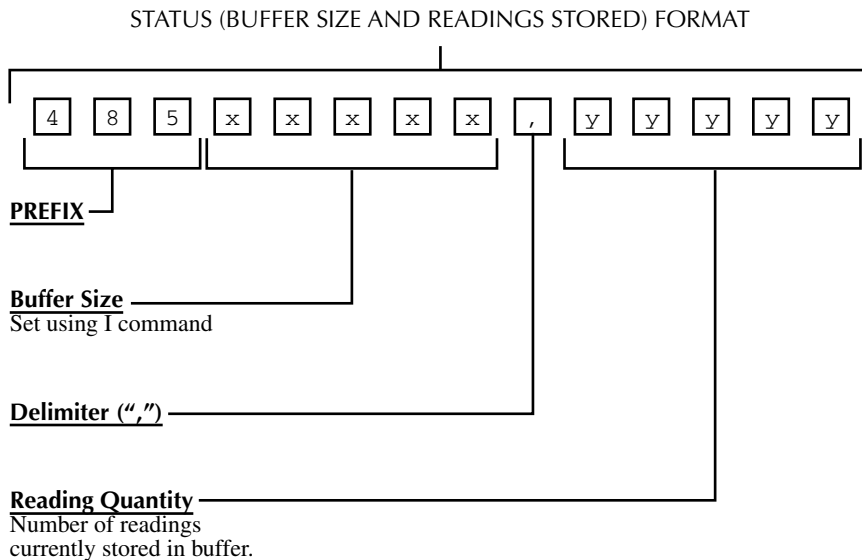 STATUS (BUFFER SIZE AND READINGS STORED) FORMAT
4 8 5 x x x x x , y y y y y
PREFIX
Buffer Size
Set using I command
Delimiter (“,”)
Reading Quantity
Number of readings
currently stored in buffer.